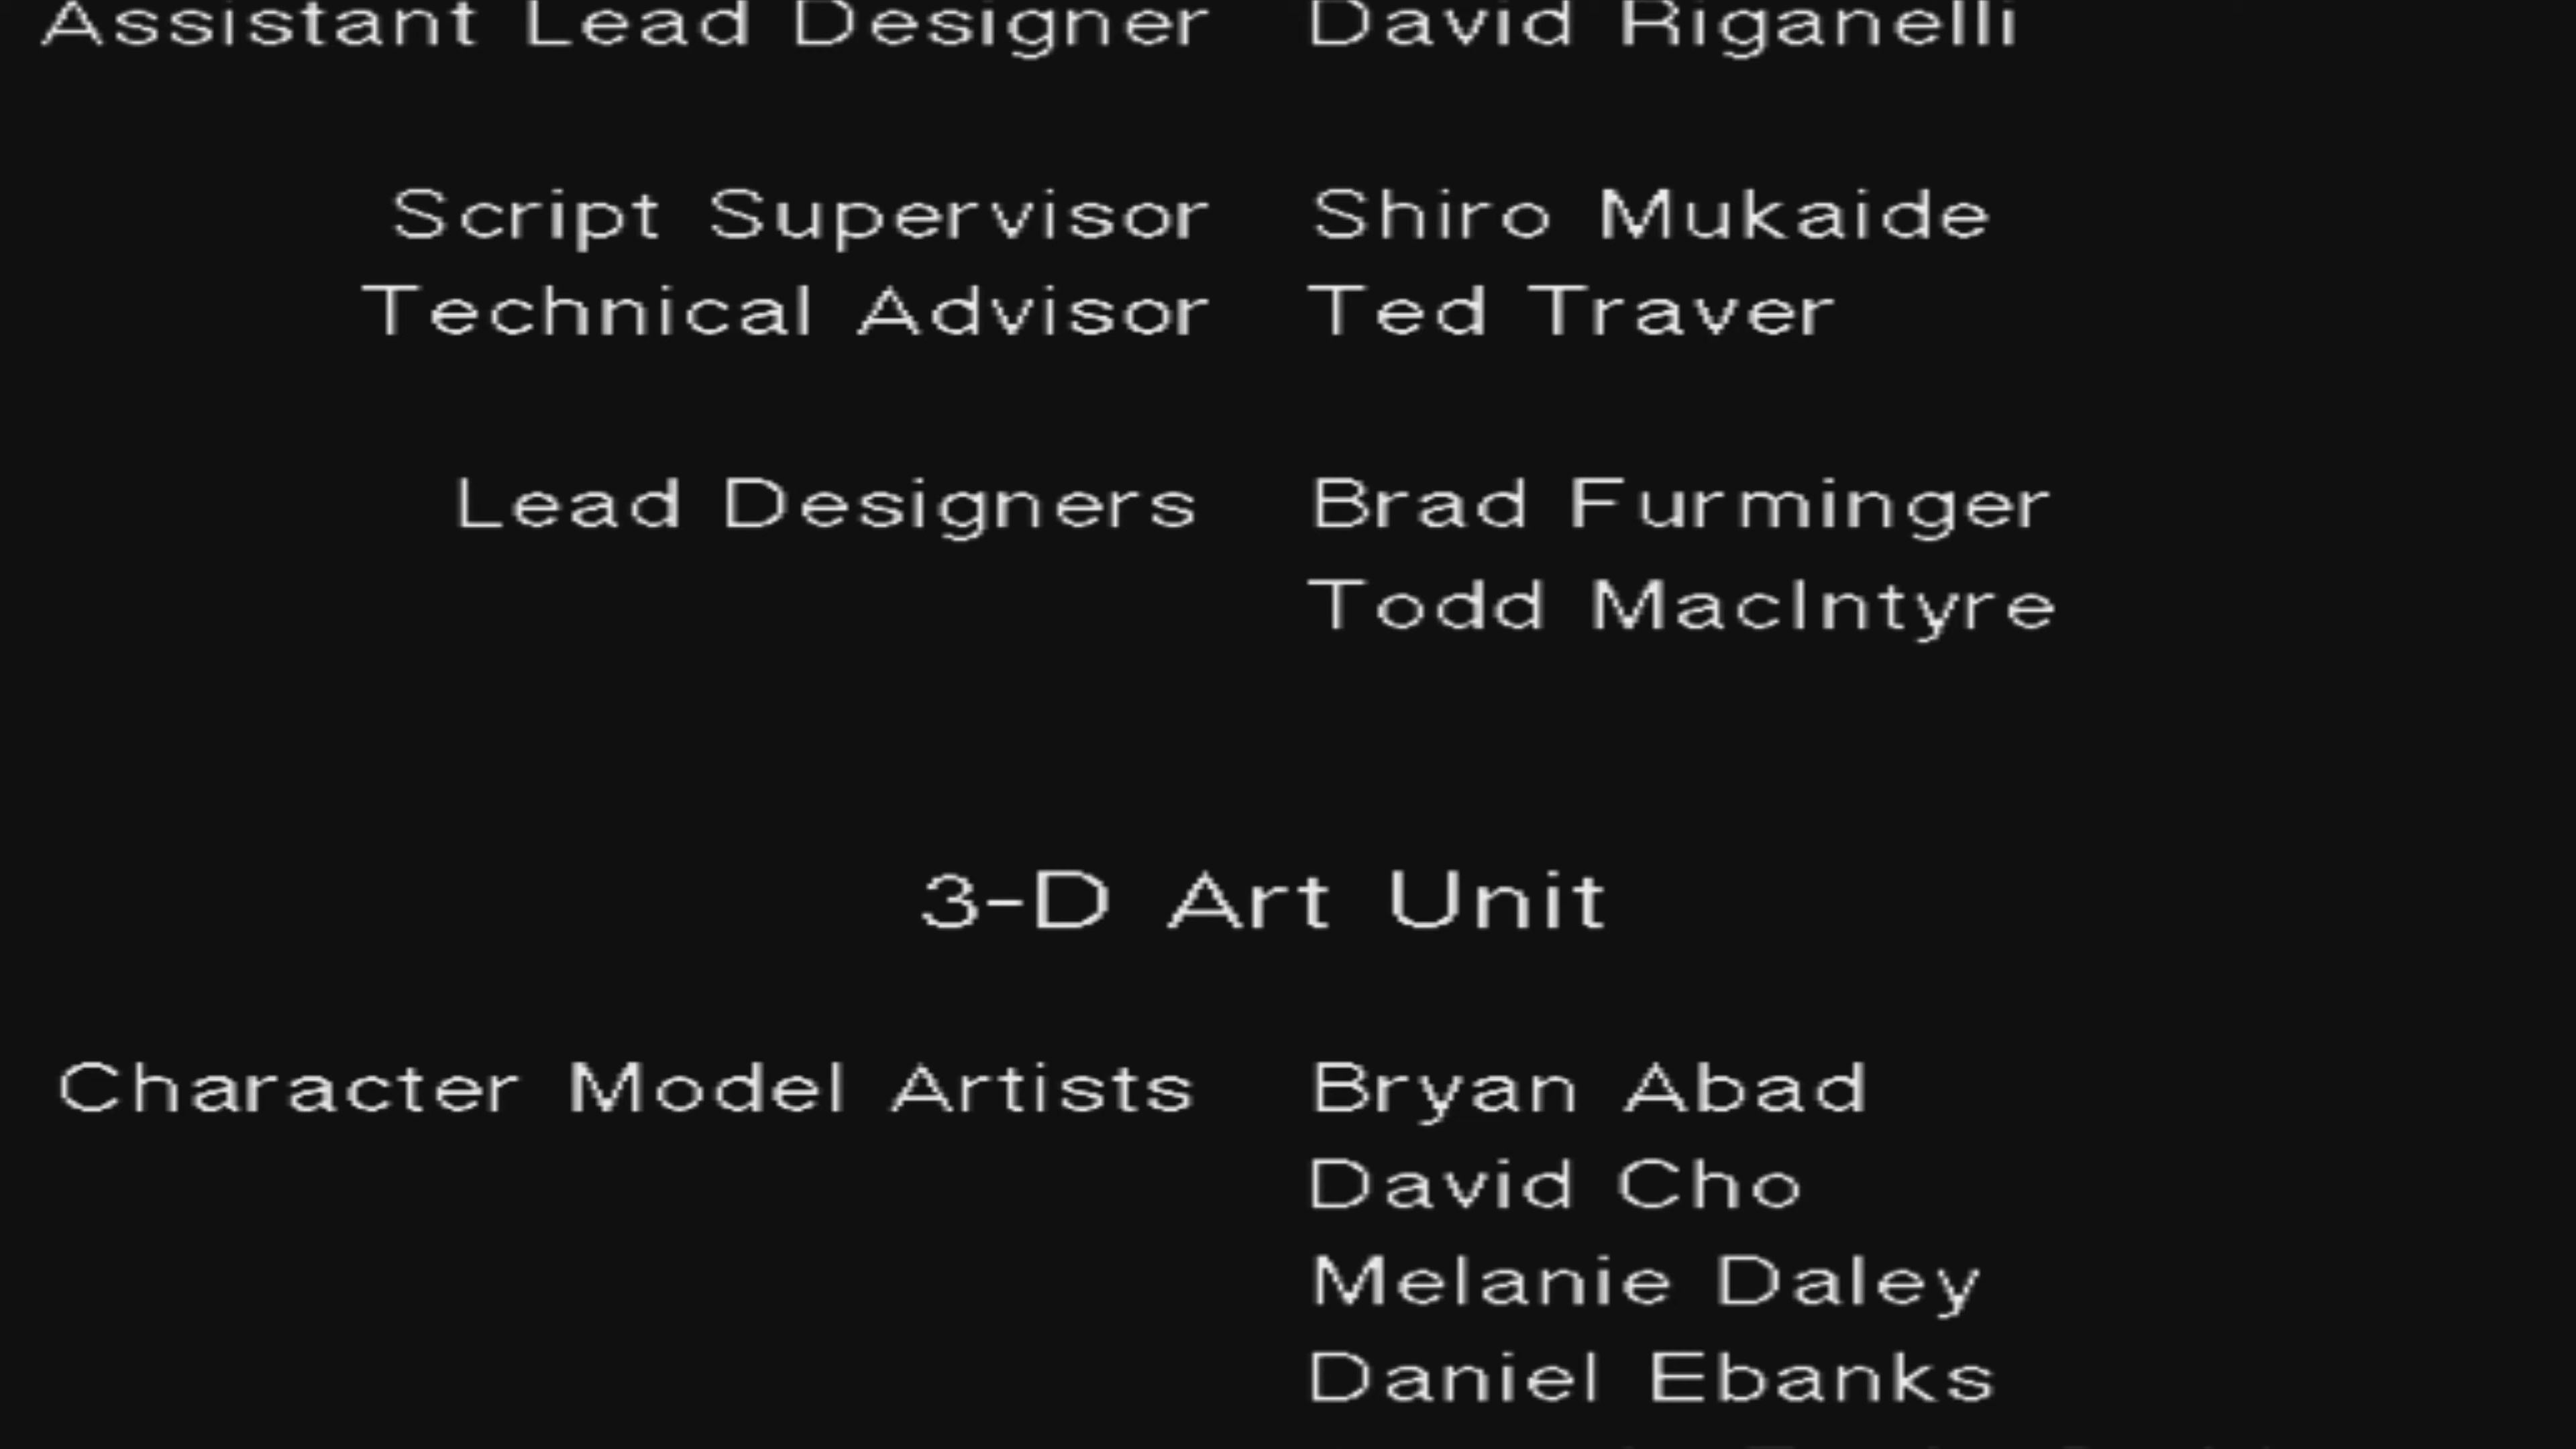 Assistant Lead Designer David Riganelli
Script Supervisor Shiro Mukaide
Technical Advisor Ted Traver
Lead Designers Brad Furminger
Todd MacIntyre
3-D Art Unit
Character Model Artists Bryan Abad
David Cho
Melanie Daley
Daniel Ebanks